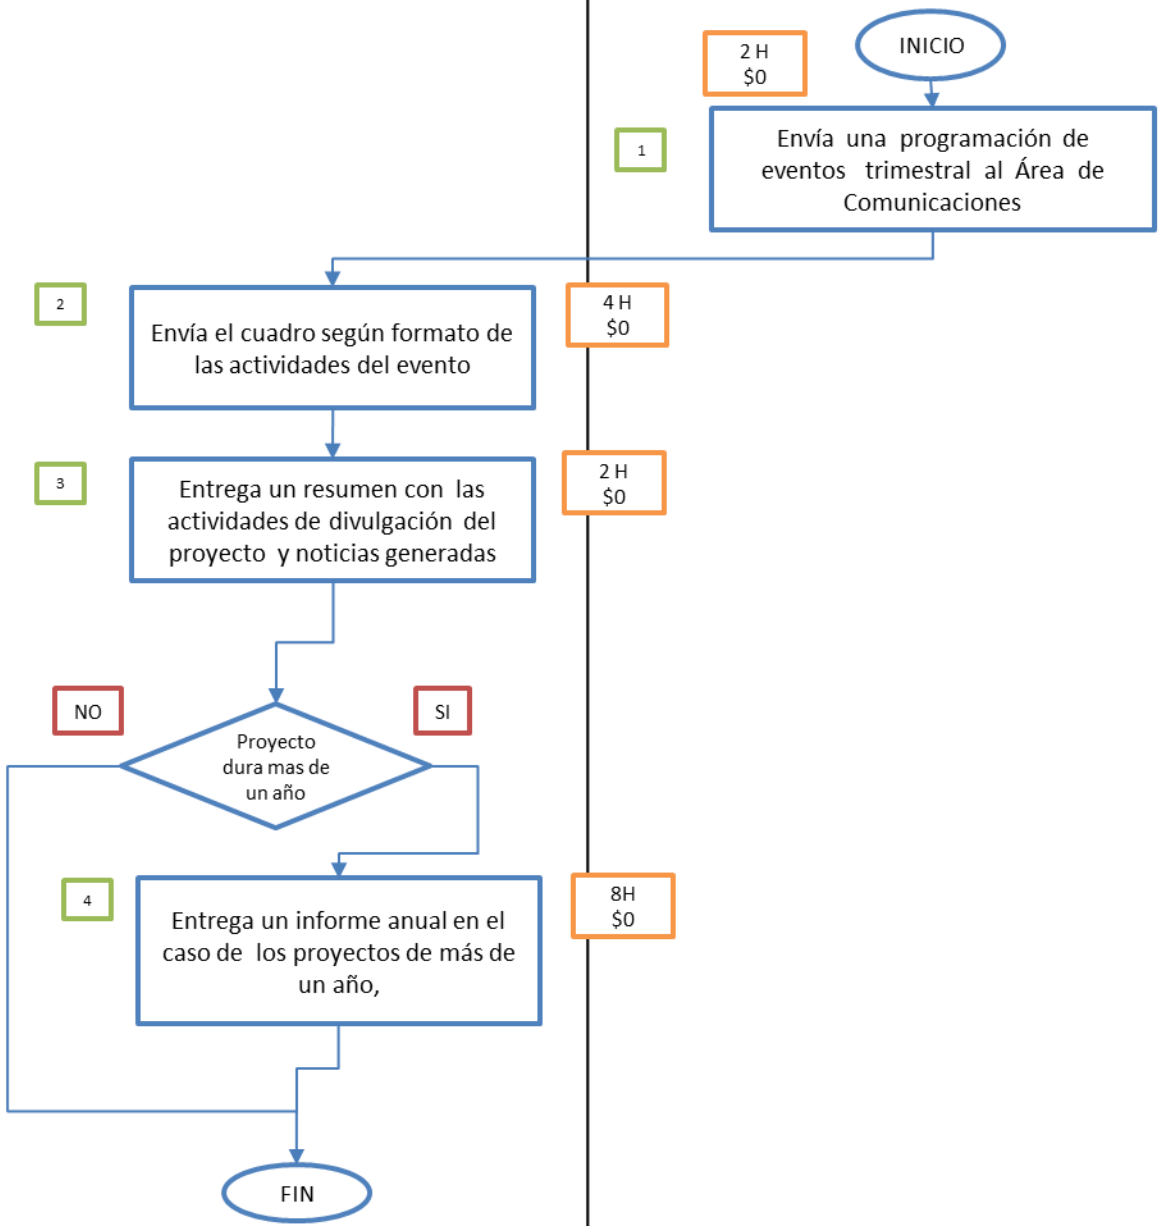 INICIO
2 H
$0
1
Envía una programación de
eventos trimestral al Área de
Comunicaciones
2
Envía el cuadro según formato de
las actividades del evento
4 H
$0
3
Entrega un resumen con las
actividades de divulgación del
proyecto y noticias generadas
2 H
$0
NO
SI
Proyecto
dura mas de
un año
4
Entrega un informe anual en el
caso de los proyectos de más de
un año,
8H
$0
FIN